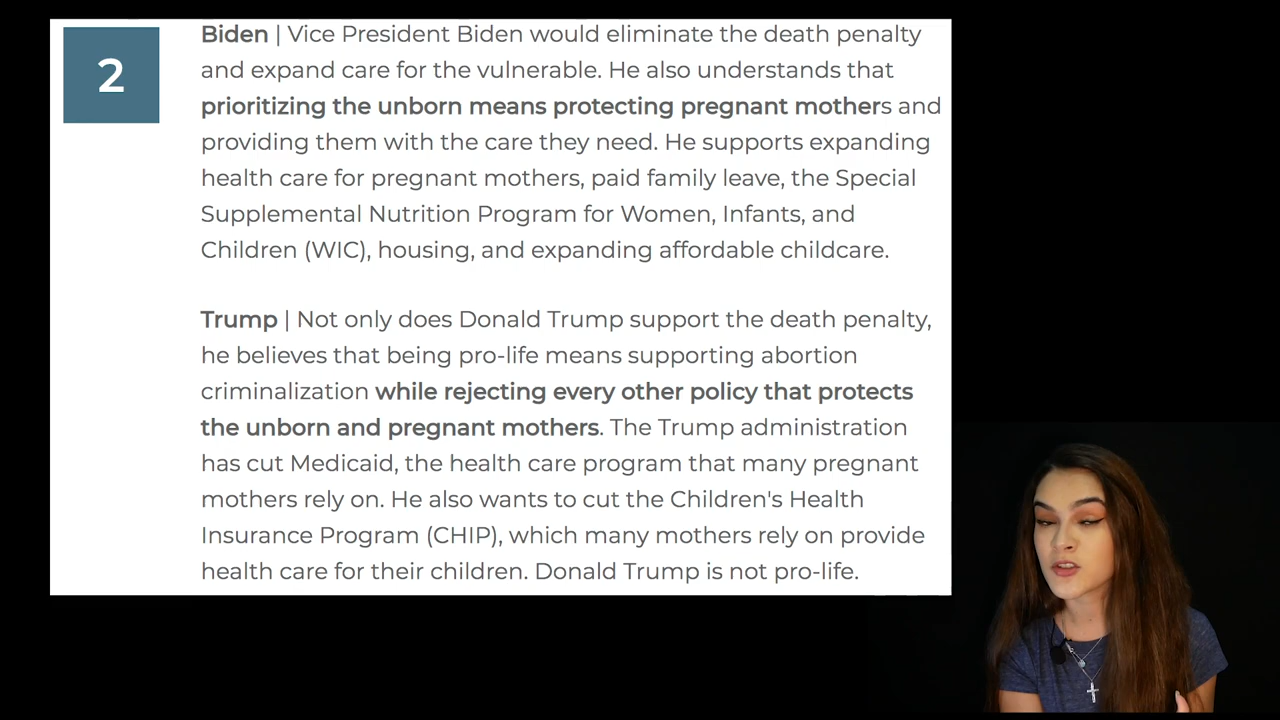 2
Biden | Vice President Biden would eliminate the death penalty
and expand care for the vulnerable. He also understands that
prioritizing the unborn means protecting pregnant mothers and
providing them with the care they need. He supports expanding
health care for pregnant mothers, paid family leave, the Special
Supplemental Nutrition Program for Women, Infants, and
Children (WIC), housing, and expanding affordable childcare.
Trump | Not only does Donald Trump support the death penalty,
he believes that being pro-life means supporting abortion
criminalization while rejecting every other policy that protects
the unborn and pregnant mothers. The Trump administration
has cut Medicaid, the health care program that many pregnant
mothers rely on. He also wants to cut the Children's Health
Insurance Program (CHIP), which many mothers rely on provide
health care for their children. Donald Trump is not pro-life.